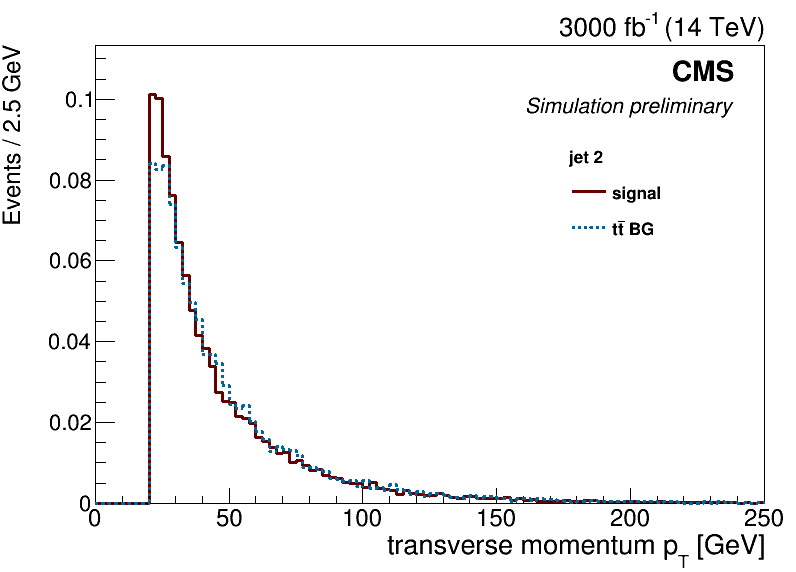 3000 fb⁻¹ (14 TeV)
Events / 2.5 GeV
CMS
Simulation preliminary
jet 2
signal
tt̄ BG
0.1
0.08
0.06
0.04
0.02
0
0 50 100 150 200 250
transverse momentum p_T [GeV]